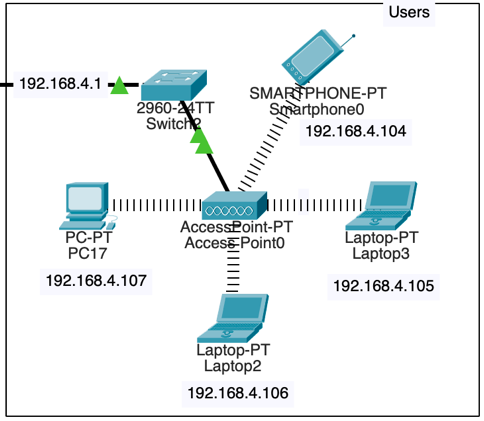 Users
192.168.4.1
2960-24TT
Switch2
SMARTPHONE-PT
Smartphone0
192.168.4.104
AccessPoint-PT
Access Point0
PC-PT
PC17
192.168.4.107
Laptop-PT
Laptop3
192.168.4.105
Laptop-PT
Laptop2
192.168.4.106